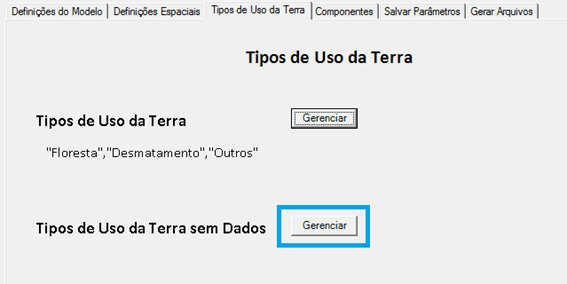 Definições do Modelo Definições Espaciais Tipos de Uso da Terra Componentes Salvar Parâmetros Gerar Arquivos
Tipos de Uso da Terra
Tipos de Uso da Terra Gerenciar
"Floresta","Desmatamento","Outros"
Tipos de Uso da Terra sem Dados Gerenciar